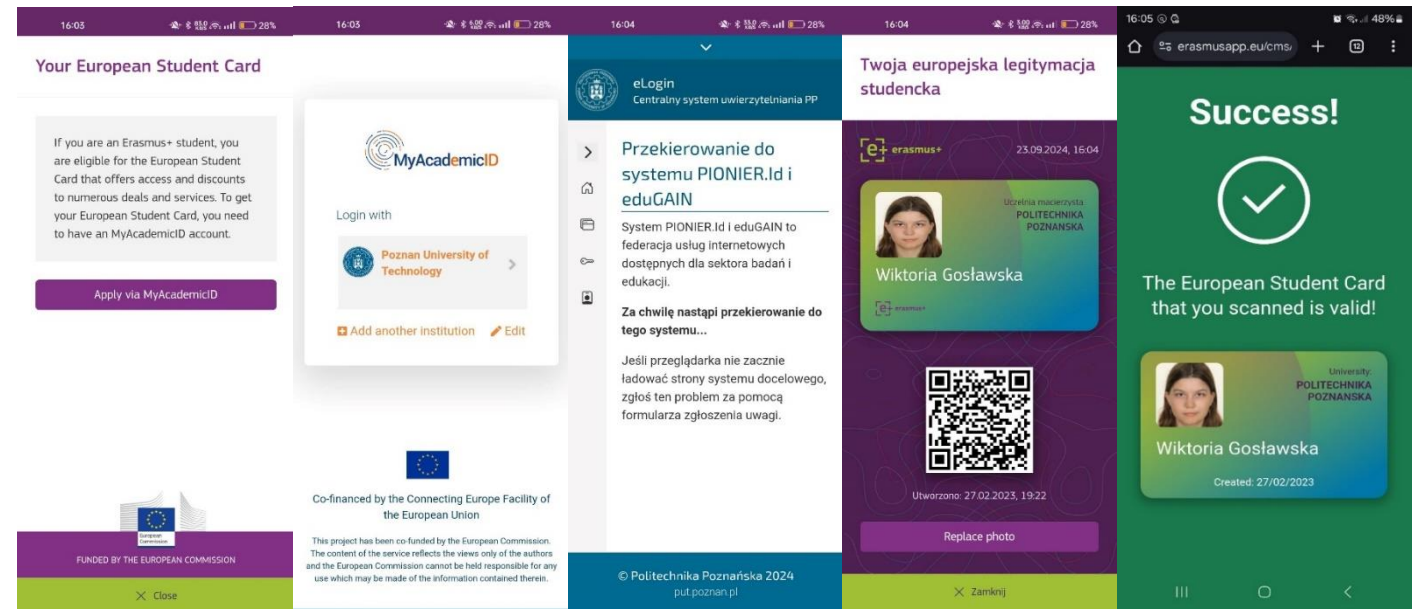 16:03
28%
Your European Student Card
If you are an Erasmus+ student, you
are eligible for the European Student
Card that offers access and discounts
to numerous deals and services. To get
your European Student Card, you need
to have an MyAcademicID account.
Apply via MyAcademicID
European
Commission
FUNDED BY THE EUROPEAN COMMISSION
Close
16:03
28%
MyAcademicID
Login with
Poznan University of
Technology
Add another institution
Edit
Co-financed by the Connecting Europe Facility of
the European Union
This project has been co-funded by the European Commission.
The content of the service reflects the views only of the authors
and the European Commission cannot be held responsible for any
use which may be made of the information contained therein.
16:04
28%
eLogin
Centralny system uwierzytelniania PP
Przekierowanie do
systemu PIONIER.Id i
eduGAIN
System PIONIER.Id i eduGAIN to
federacja usług internetowych
dostępnych dla sektora badań i
edukacji.
Za chwilę nastąpi przekierowanie do
tego systemu...
Jeśli przeglądarka nie zacznie
ładować strony systemu docelowego,
zgłoś ten problem za pomocą
formularza zgłoszenia uwagi.
© Politechnika Poznańska 2024
put.poznan.pl
16:04
28%
Twoja europejska legitymacja
studencka
e+ erasmus+
23.09.2024, 16:04
Uczelnia macierzysta
POLITECHNIKA
POZNANSKA
Wiktoria Gosławska
e+ erasmus+
Utworzono: 27.02.2023, 19:22
Replace photo
Zamknij
16:05
48%
erasmusapp.eu/cms/
12
Success!
The European Student Card
that you scanned is valid!
University:
POLITECHNIKA
POZNANSKA
Wiktoria Gosławska
Created: 27/02/2023